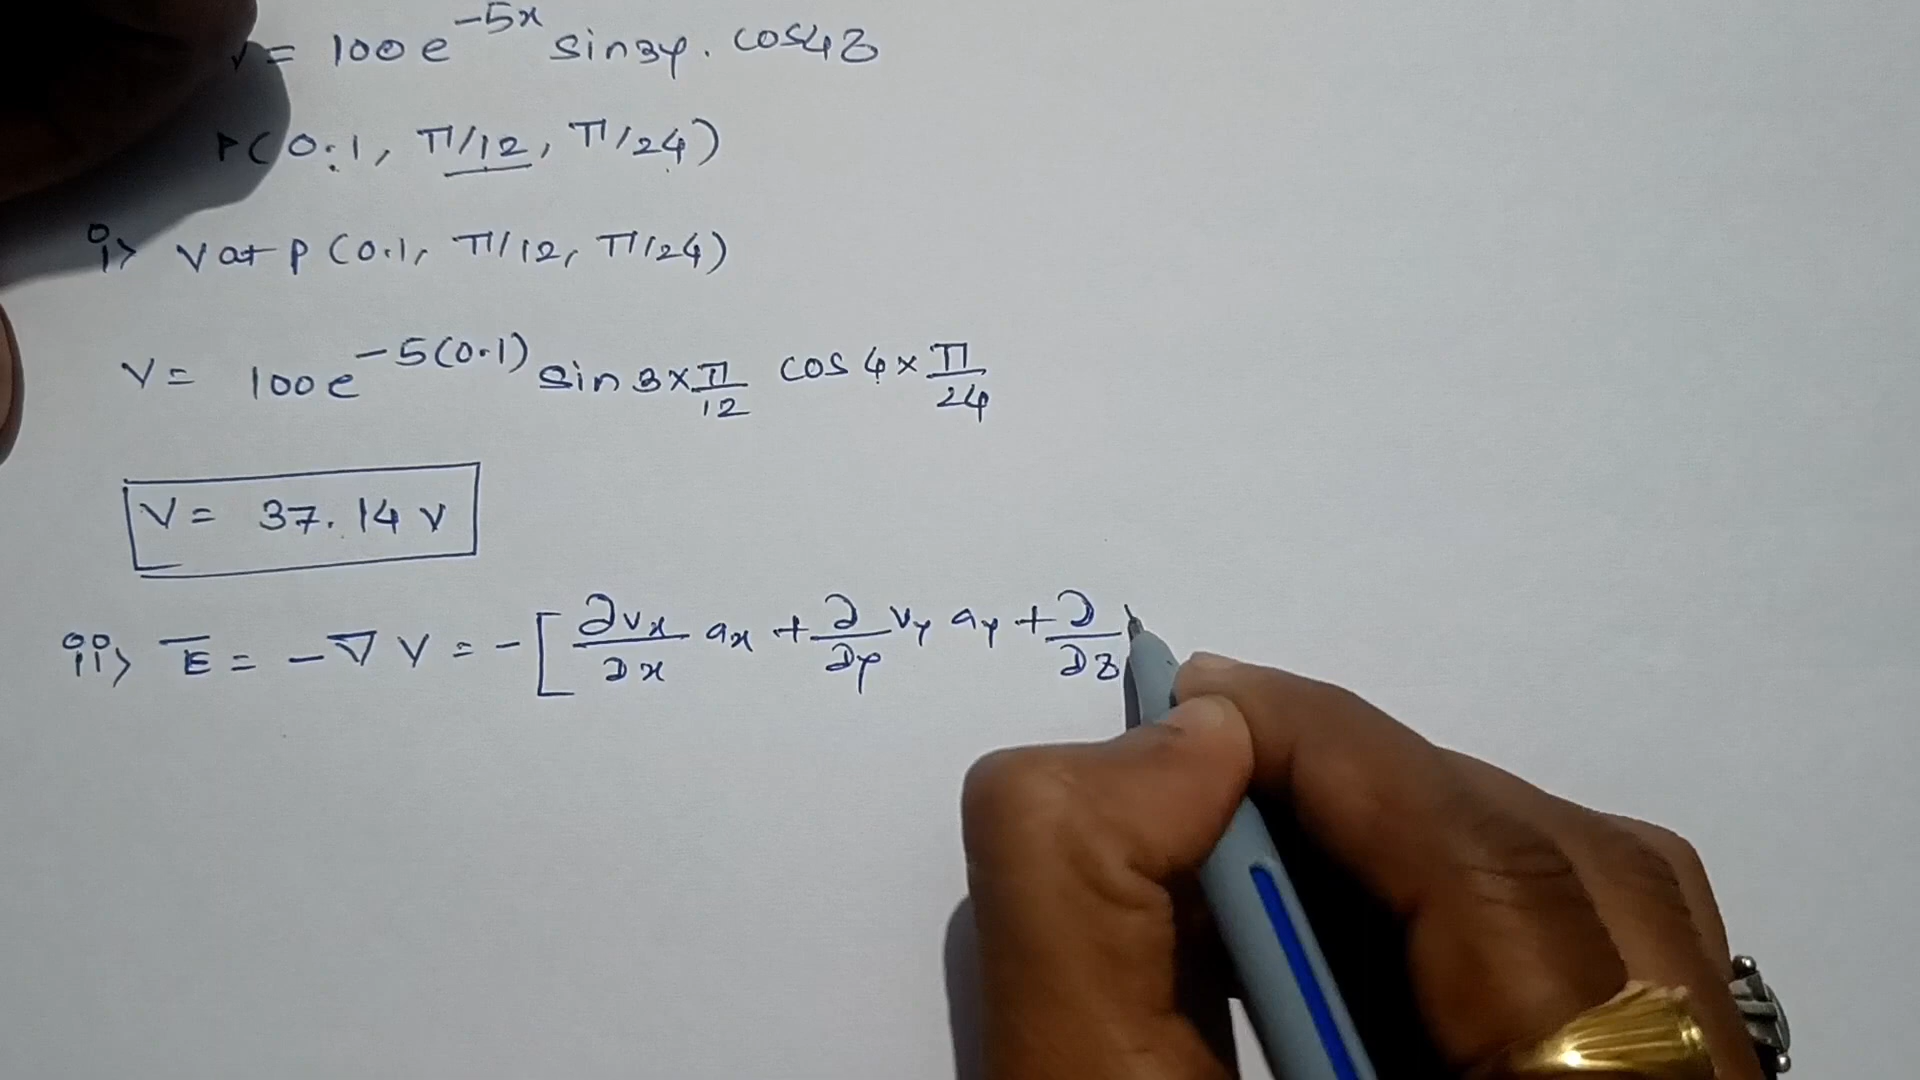 V = 100 e^-5x sin3y. cos4z
P(0.1, π/12, π/24)
i> V at P (0.1, π/12, π/24)
V = 100 e^-5(0.1) sin 3×π/12 cos 4×π/24
V = 37.14 V
ii> E̅ = -∇V = -[∂Vx/∂x ax + ∂/∂y Vy ay + ∂/∂z